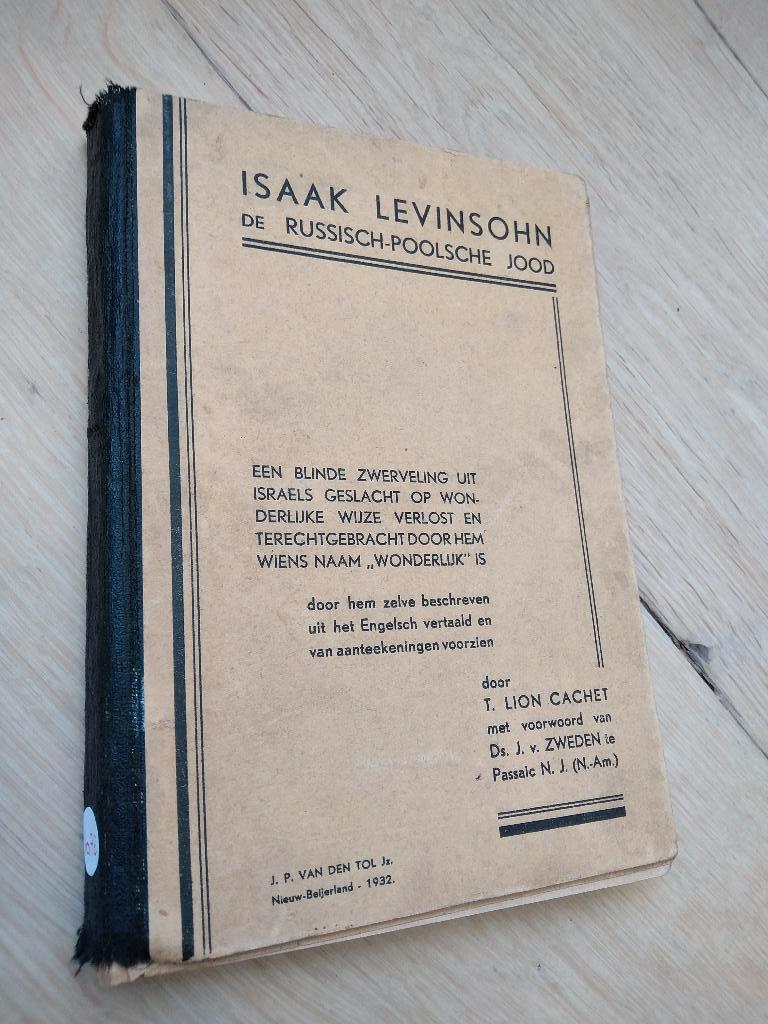 ISAAK LEVINSOHN
DE RUSSISCH-POOLSCHE JOOD
EEN BLINDE ZWERVELING UIT
ISRAELS GESLACHT OP WON-
DERLIJKE WIJZE VERLOST EN
TERECHTGEBRACHT DOOR HEM
WIENS NAAM „WONDERLIJK" IS
door hem zelve beschreven
uit het Engelsch vertaald en
van aanteekeningen voorzien
door
T. LION CACHET
met voorwoord van
Ds. J. v. ZWEDEN te
Passaic N. J. (N.-Am.)
J. P. VAN DEN TOL Jz.
Nieuw-Beijerland - 1932.